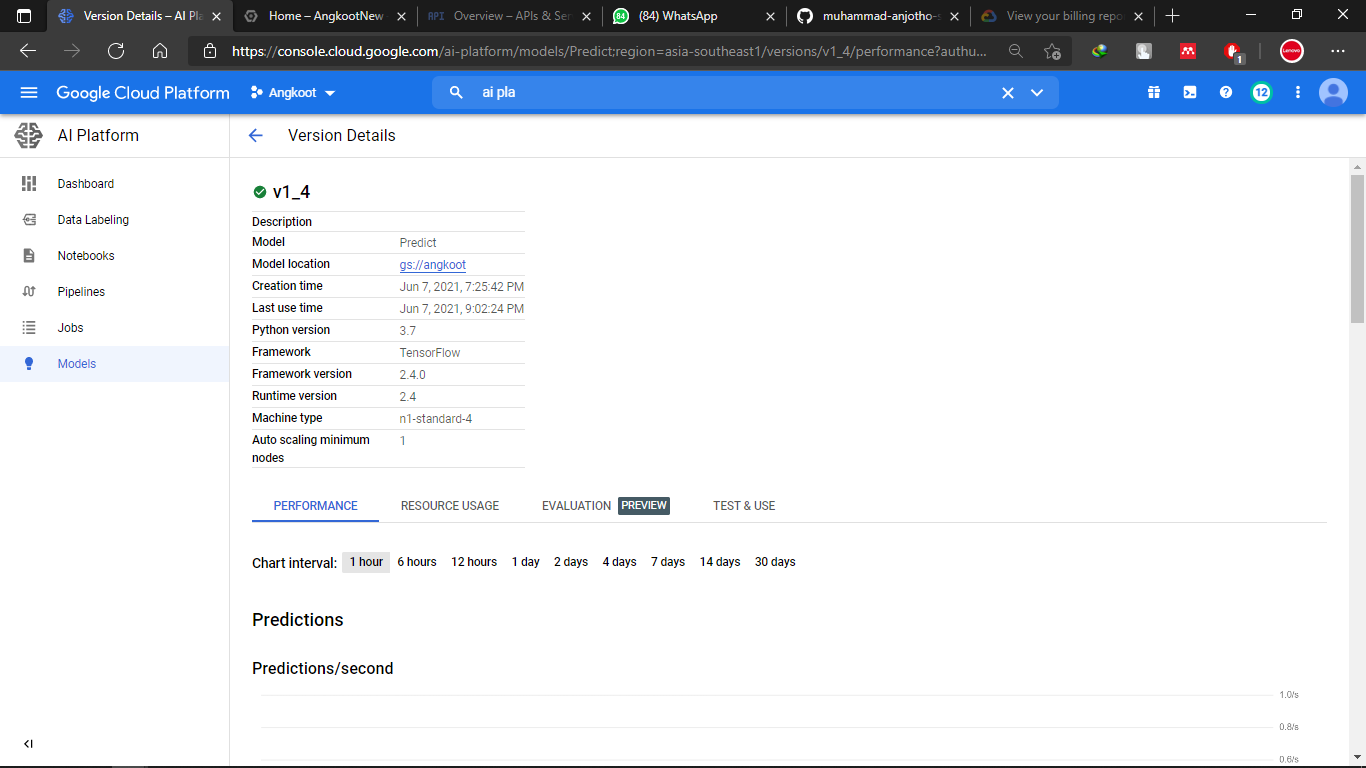 Version Details – AI Pla
Home – AngkootNew -
API Overview – APIs & Ser
84 (84) WhatsApp
muhammad-anjotho-s
View your billing repo
https://console.cloud.google.com/ai-platform/models/Predict;region=asia-southeast1/versions/v1_4/performance?authu...
Lenovo
1
Google Cloud Platform
Angkoot
ai pla
12
AI Platform
Version Details
Dashboard
Data Labeling
Notebooks
Pipelines
Jobs
Models
v1_4
Description
Model Predict
Model location gs://angkoot
Creation time Jun 7, 2021, 7:25:42 PM
Last use time Jun 7, 2021, 9:02:24 PM
Python version 3.7
Framework TensorFlow
Framework version 2.4.0
Runtime version 2.4
Machine type n1-standard-4
Auto scaling minimum 1
nodes
PERFORMANCE RESOURCE USAGE EVALUATION PREVIEW TEST & USE
Chart interval: 1 hour 6 hours 12 hours 1 day 2 days 4 days 7 days 14 days 30 days
Predictions
Predictions/second
1.0/s
0.8/s
0.6/s